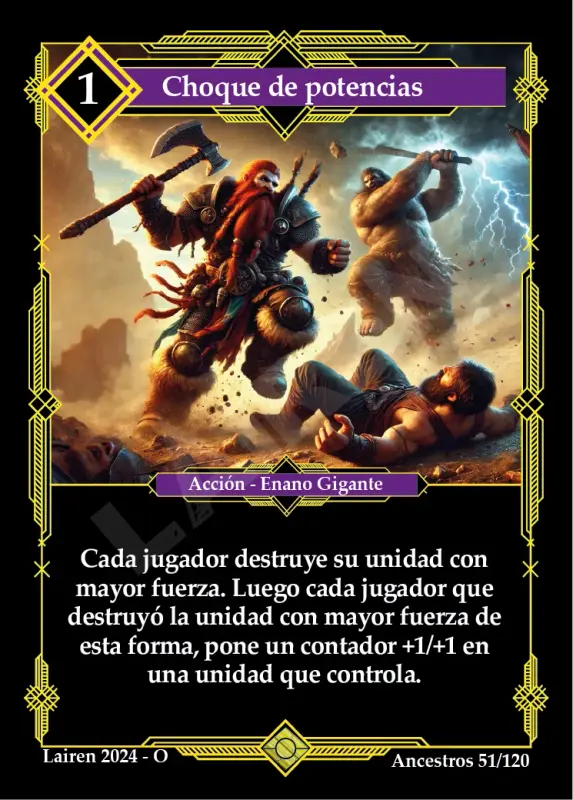 1
Choque de potencias
Acción - Enano Gigante
Cada jugador destruye su unidad con
mayor fuerza. Luego cada jugador que
destruyó la unidad con mayor fuerza de
esta forma, pone un contador +1/+1 en
una unidad que controla.
Lairen 2024 - O
Ancestros 51/120